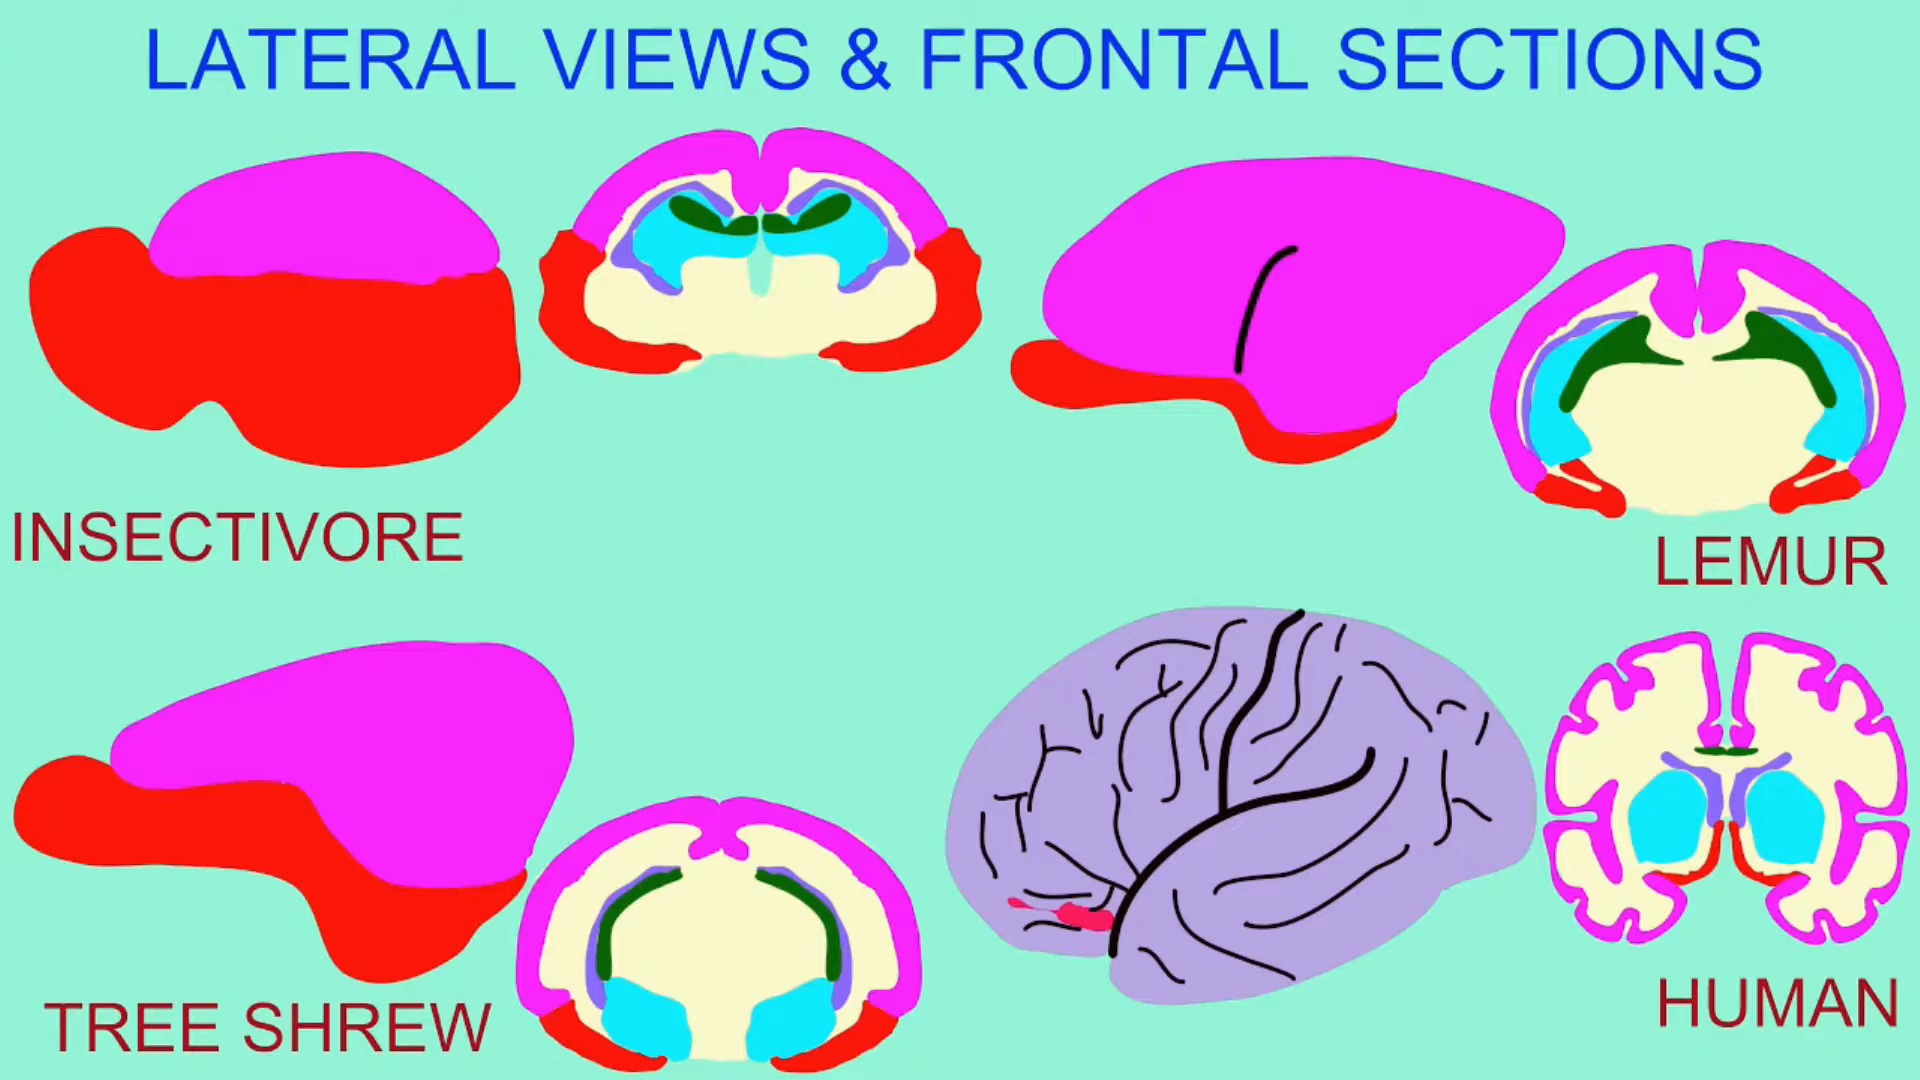 LATERAL VIEWS & FRONTAL SECTIONS
INSECTIVORE
LEMUR
TREE SHREW
HUMAN